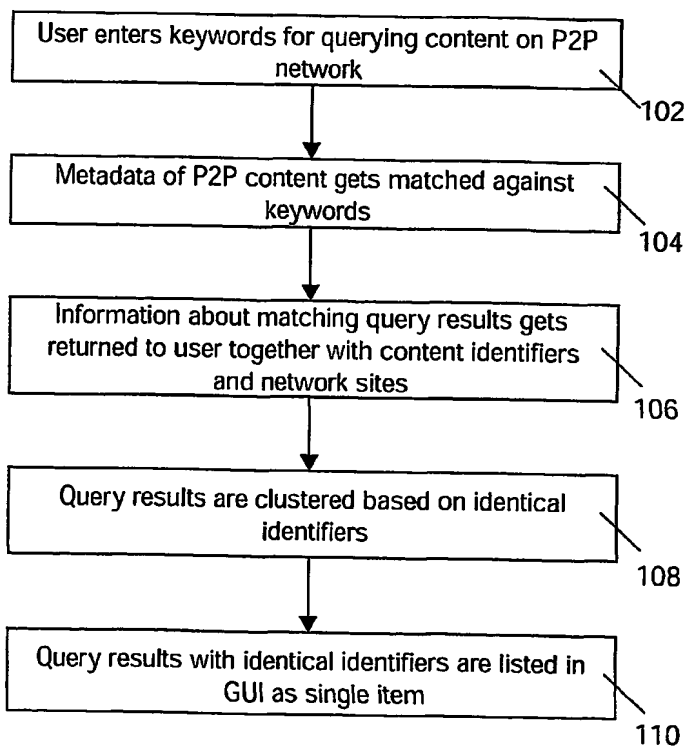 User enters keywords for querying content on P2P
network
102
Metadata of P2P content gets matched against
keywords
104
Information about matching query results gets
returned to user together with content identifiers
and network sites
106
Query results are clustered based on identical
identifiers
108
Query results with identical identifiers are listed in
GUI as single item
110